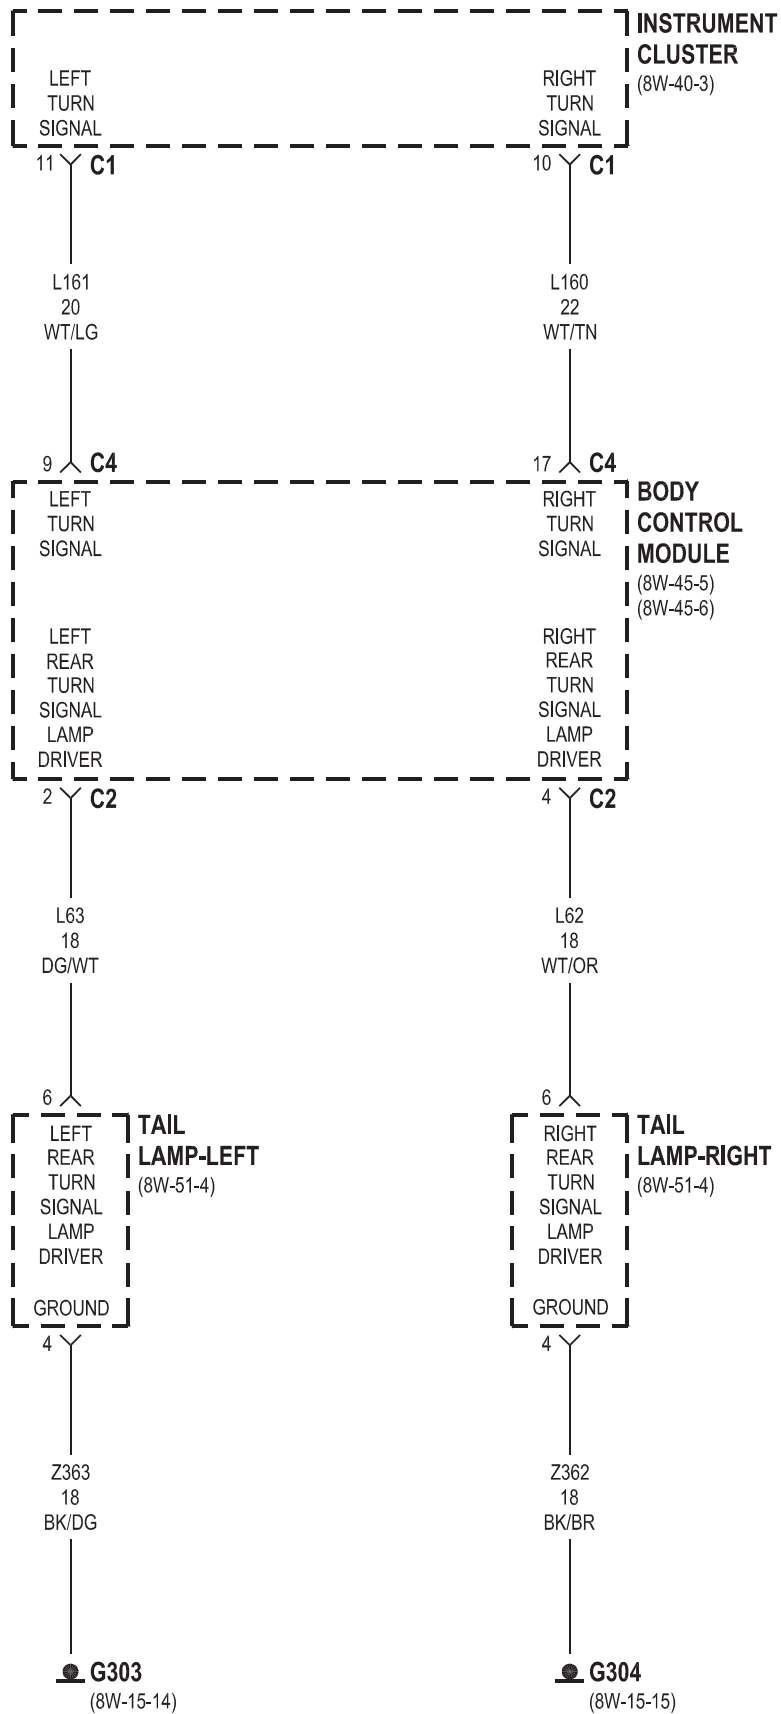 INSTRUMENT
CLUSTER
(8W-40-3)
LEFT
TURN
SIGNAL
RIGHT
TURN
SIGNAL
11 C1
10 C1
L161
20
WT/LG
L160
22
WT/TN
9 C4
17 C4
LEFT
TURN
SIGNAL
RIGHT
TURN
SIGNAL
BODY
CONTROL
MODULE
(8W-45-5)
(8W-45-6)
LEFT
REAR
TURN
SIGNAL
LAMP
DRIVER
RIGHT
REAR
TURN
SIGNAL
LAMP
DRIVER
2 C2
4 C2
L63
18
DG/WT
L62
18
WT/OR
6
6
LEFT
REAR
TURN
SIGNAL
LAMP
DRIVER
GROUND
TAIL
LAMP-LEFT
(8W-51-4)
RIGHT
REAR
TURN
SIGNAL
LAMP
DRIVER
GROUND
TAIL
LAMP-RIGHT
(8W-51-4)
4
4
Z363
18
BK/DG
Z362
18
BK/BR
G303
(8W-15-14)
G304
(8W-15-15)